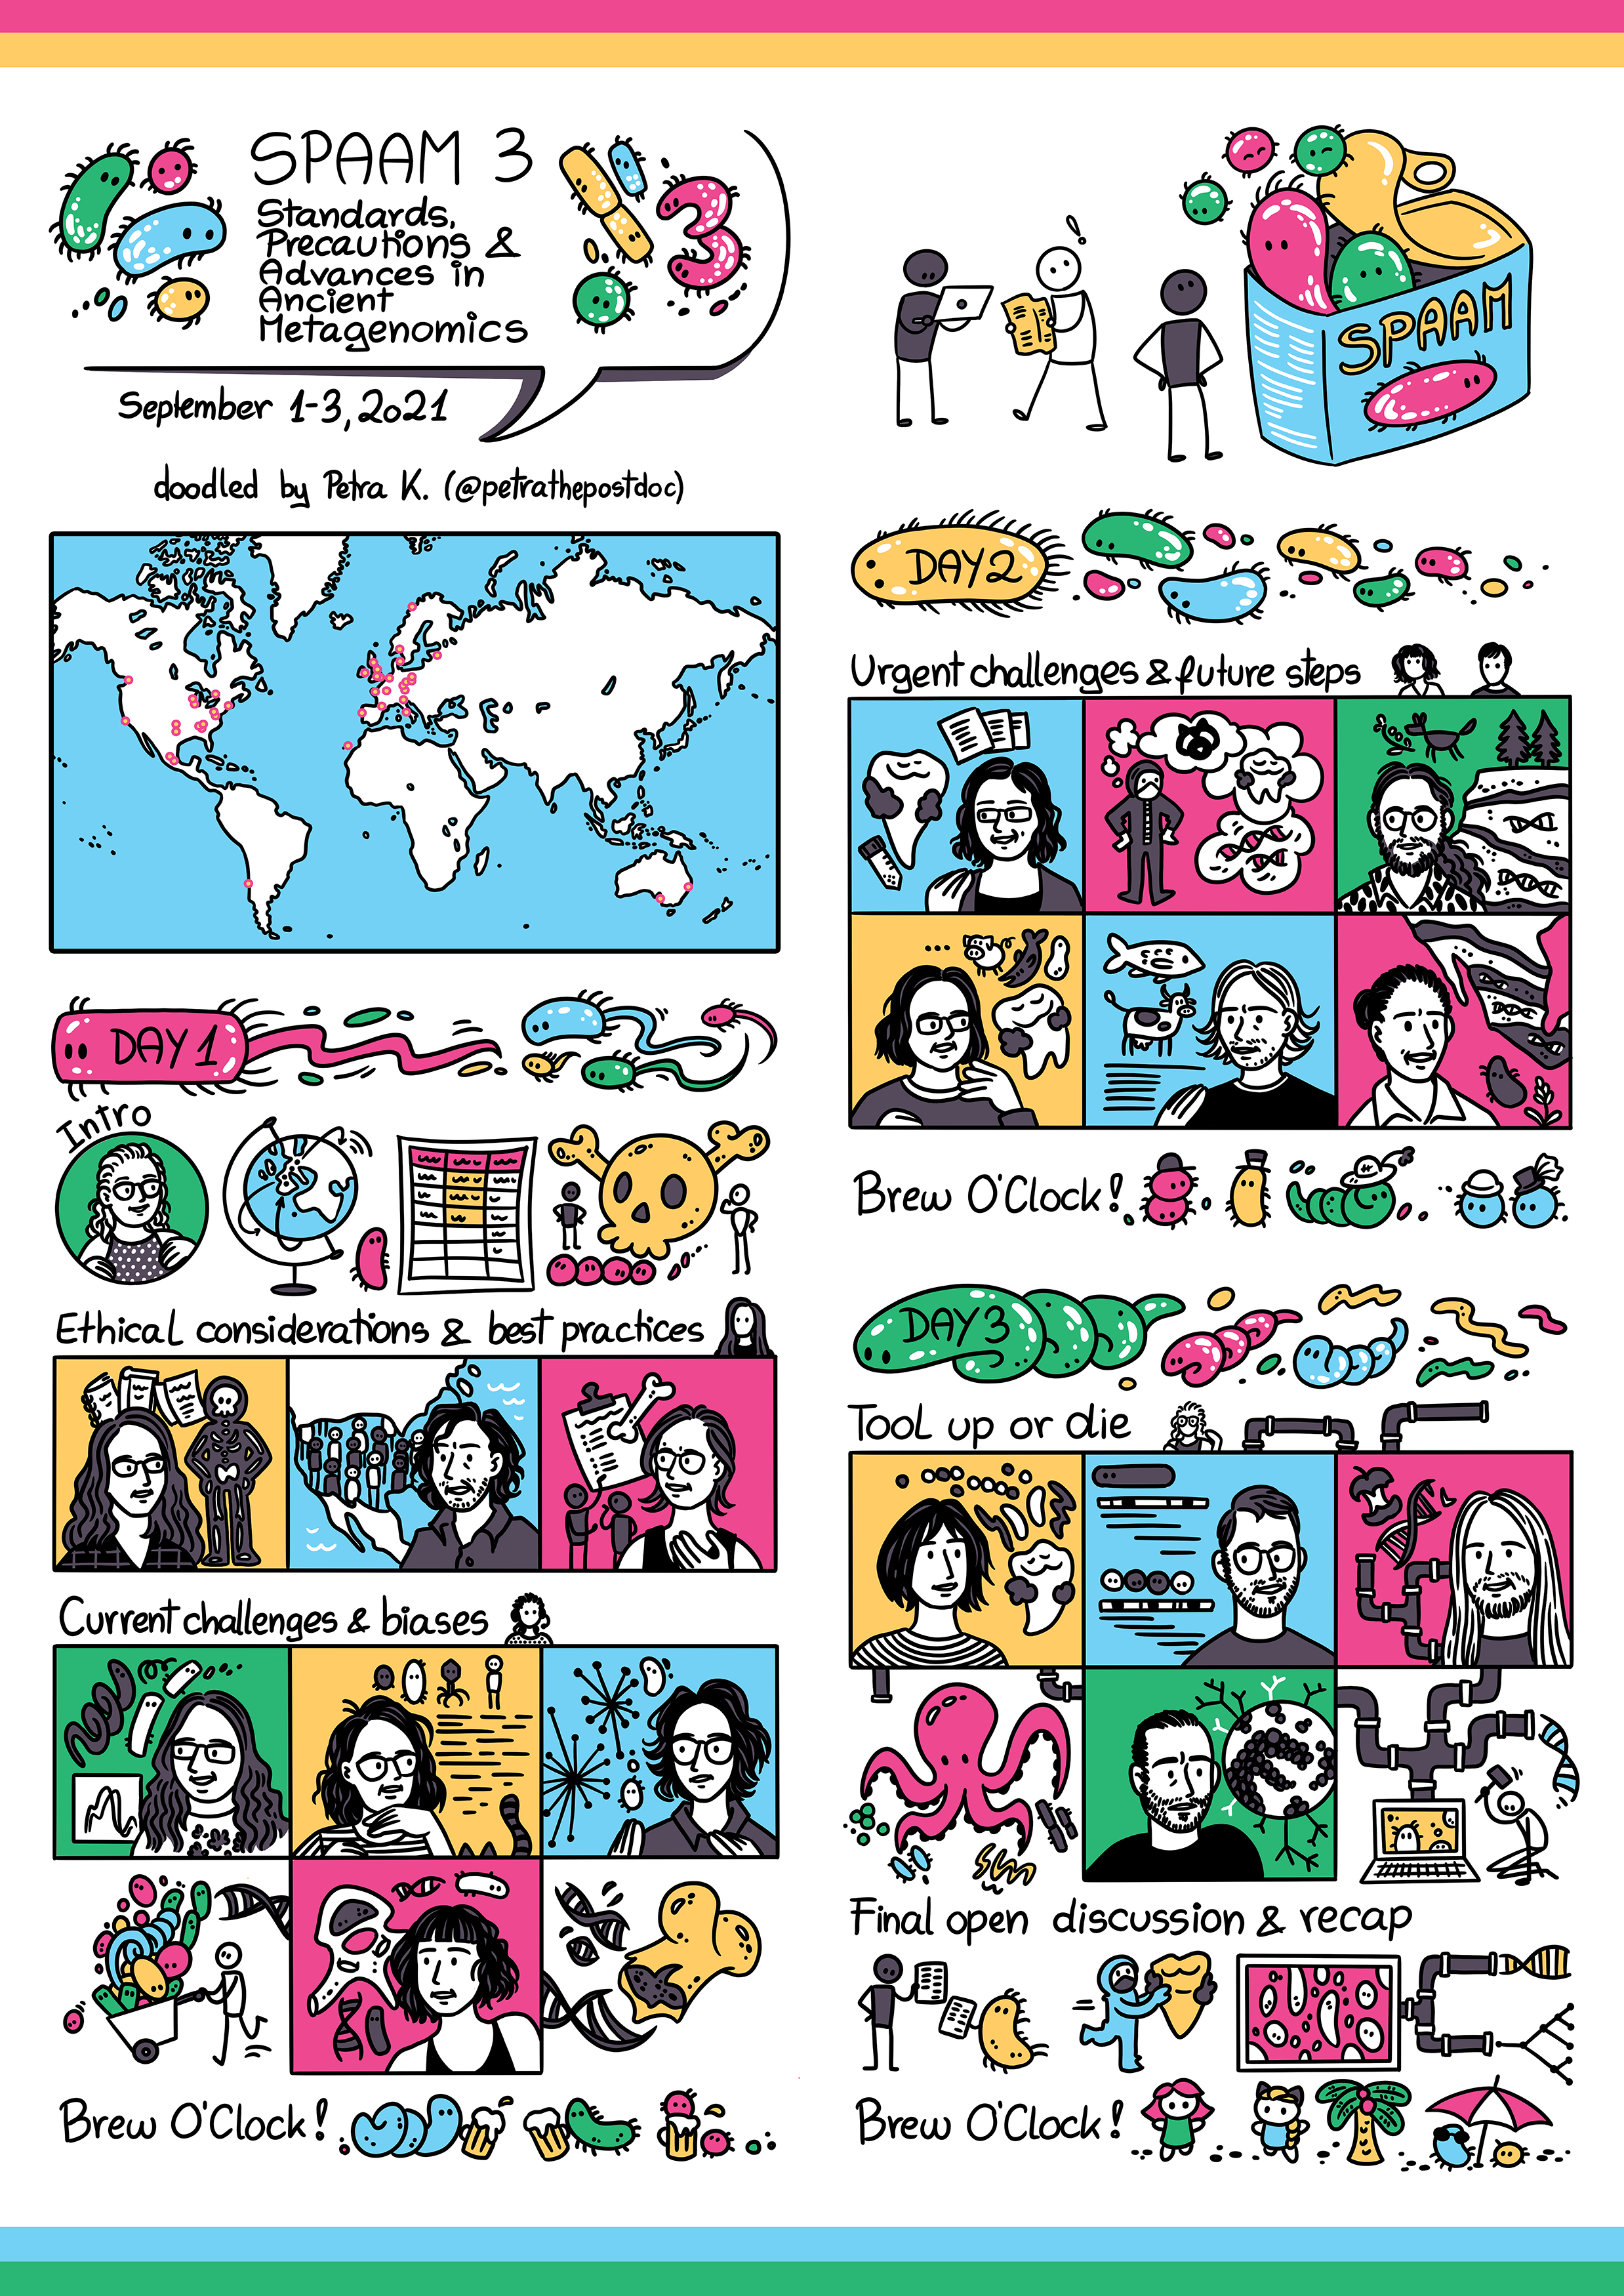 SPAAM 3
Standards,
Precautions &
Advances in
Ancient
Metagenomics
September 1-3, 2021
doodled by Petra K. (@petrathepostdoc)
DAY 1
Intro
Ethical considerations & best practices
Current challenges & biases
Brew O'Clock!
SPAAM
DAY 2
Urgent challenges & future steps
Brew O'Clock!
DAY 3
Tool up or die
Final open discussion & recap
Brew O'Clock!